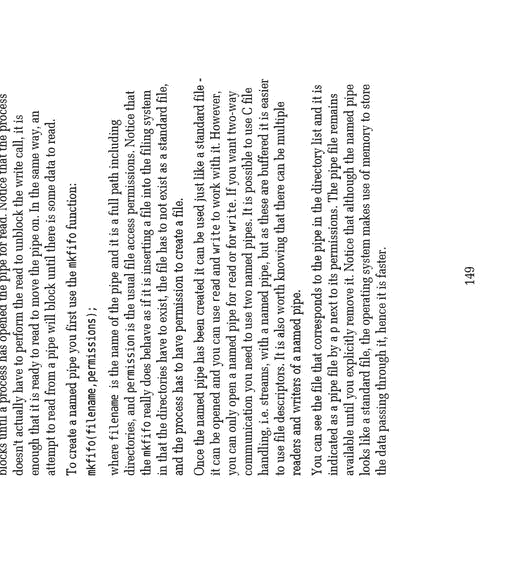 blocks until a process has opened the pipe for read. Notice that the process
doesn't actually have to perform the read to unblock the write call, it is
enough that it is ready to read to move the pipe on. In the same way, an
attempt to read from a pipe will block until there is some data to read.
To create a named pipe you first use the mkfifo function:
mkfifo(filename,permissions);
where filename is the name of the pipe and it is a full path including
directories, and permission is the usual file access permissions. Notice that
the mkfifo really does behave as if it is inserting a file into the filing system
in that the directories have to exist, the file has to not exist as a standard file,
and the process has to have permission to create a file.
Once the named pipe has been created it can be used just like a standard file -
it can be opened and you can use read and write to work with it. However,
you can only open a named pipe for read or for write. If you want two-way
communication you need to use two named pipes. It is possible to use C file
handling, i.e. streams, with a named pipe, but as these are buffered it is easier
to use file descriptors. It is also worth knowing that there can be multiple
readers and writers of a named pipe.
You can see the file that corresponds to the pipe in the directory list and it is
indicated as a pipe file by a p next to its permissions. The pipe file remains
available until you explicitly remove it. Notice that although the named pipe
looks like a standard file, the operating system makes use of memory to store
the data passing through it, hence it is faster.
149